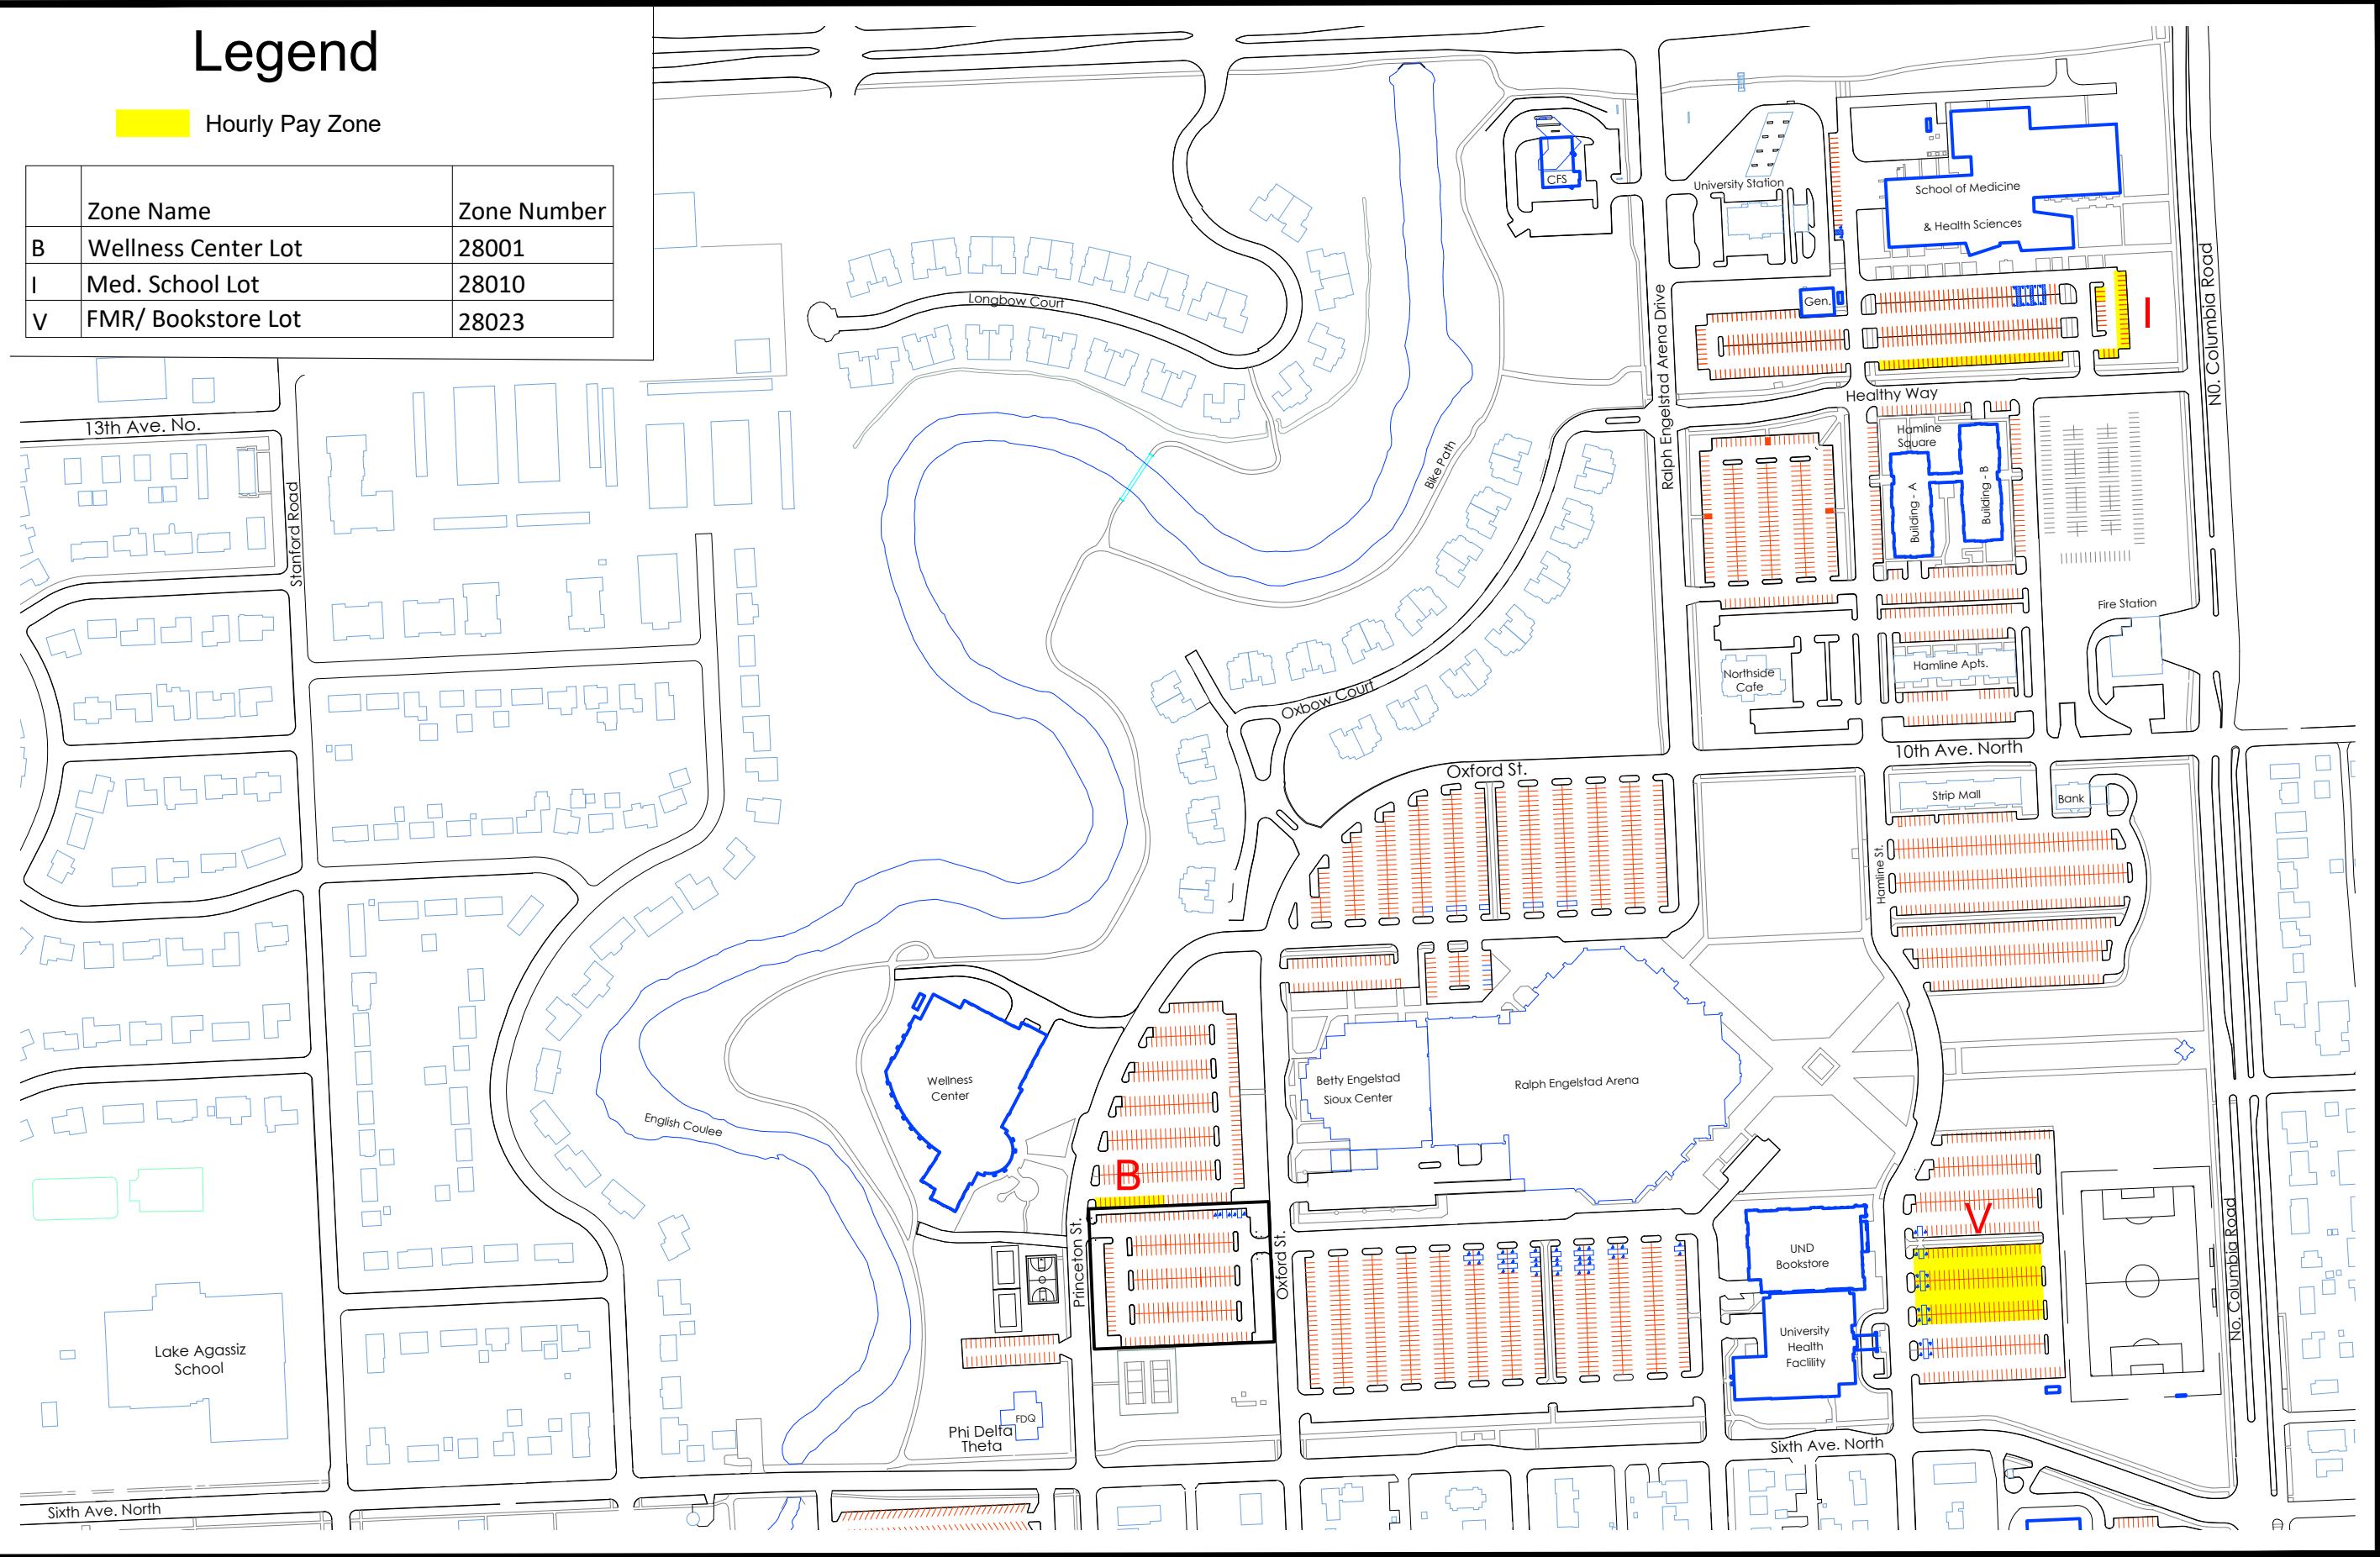 Legend
Hourly Pay Zone
Zone Name Zone Number
B Wellness Center Lot 28001
I Med. School Lot 28010
V FMR/ Bookstore Lot 28023
CFS
University Station
School of Medicine
& Health Sciences
NO. Columbia Road
Longbow Court
Gen.
I
Ralph Engelstad Arena Drive
Healthy Way
13th Ave. No.
Stanford Road
Bike Path
Hamline
Square
Building - A
Building - B
Fire Station
Hamline Apts.
Northside
Cafe
Oxbow Court
10th Ave. North
Oxford St.
Strip Mall
Bank
Hamline St.
Wellness
Center
Betty Engelstad
Sioux Center
Ralph Engelstad Arena
English Coulee
B
V
Princeton St.
Oxford St.
UND
Bookstore
No. Columbia Road
University
Health
Faclility
Lake Agassiz
School
FDQ
Phi Delta
Theta
Sixth Ave. North
Sixth Ave. North